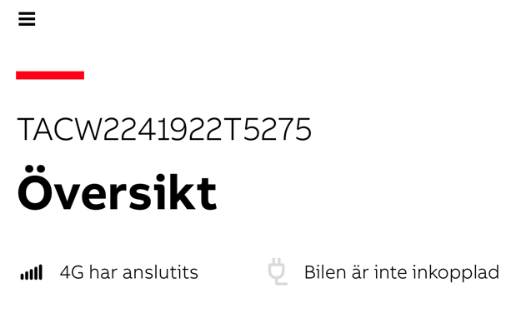 TACW2241922T5275
Översikt
4G har anslutits
Bilen är inte inkopplad